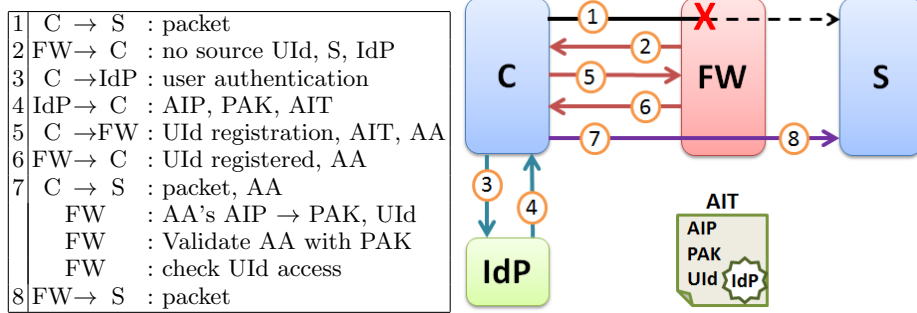 1 C → S : packet
2 FW→ C : no source UId, S, IdP
3 C →IdP : user authentication
4 IdP→ C : AIP, PAK, AIT
5 C →FW : UId registration, AIT, AA
6 FW→ C : UId registered, AA
7 C → S : packet, AA
FW : AA's AIP → PAK, UId
FW : Validate AA with PAK
FW : check UId access
8 FW→ S : packet
1
X
2
C
5
FW
S
6
7
8
3
4
AIT
IdP
AIP
PAK
UId
IdP